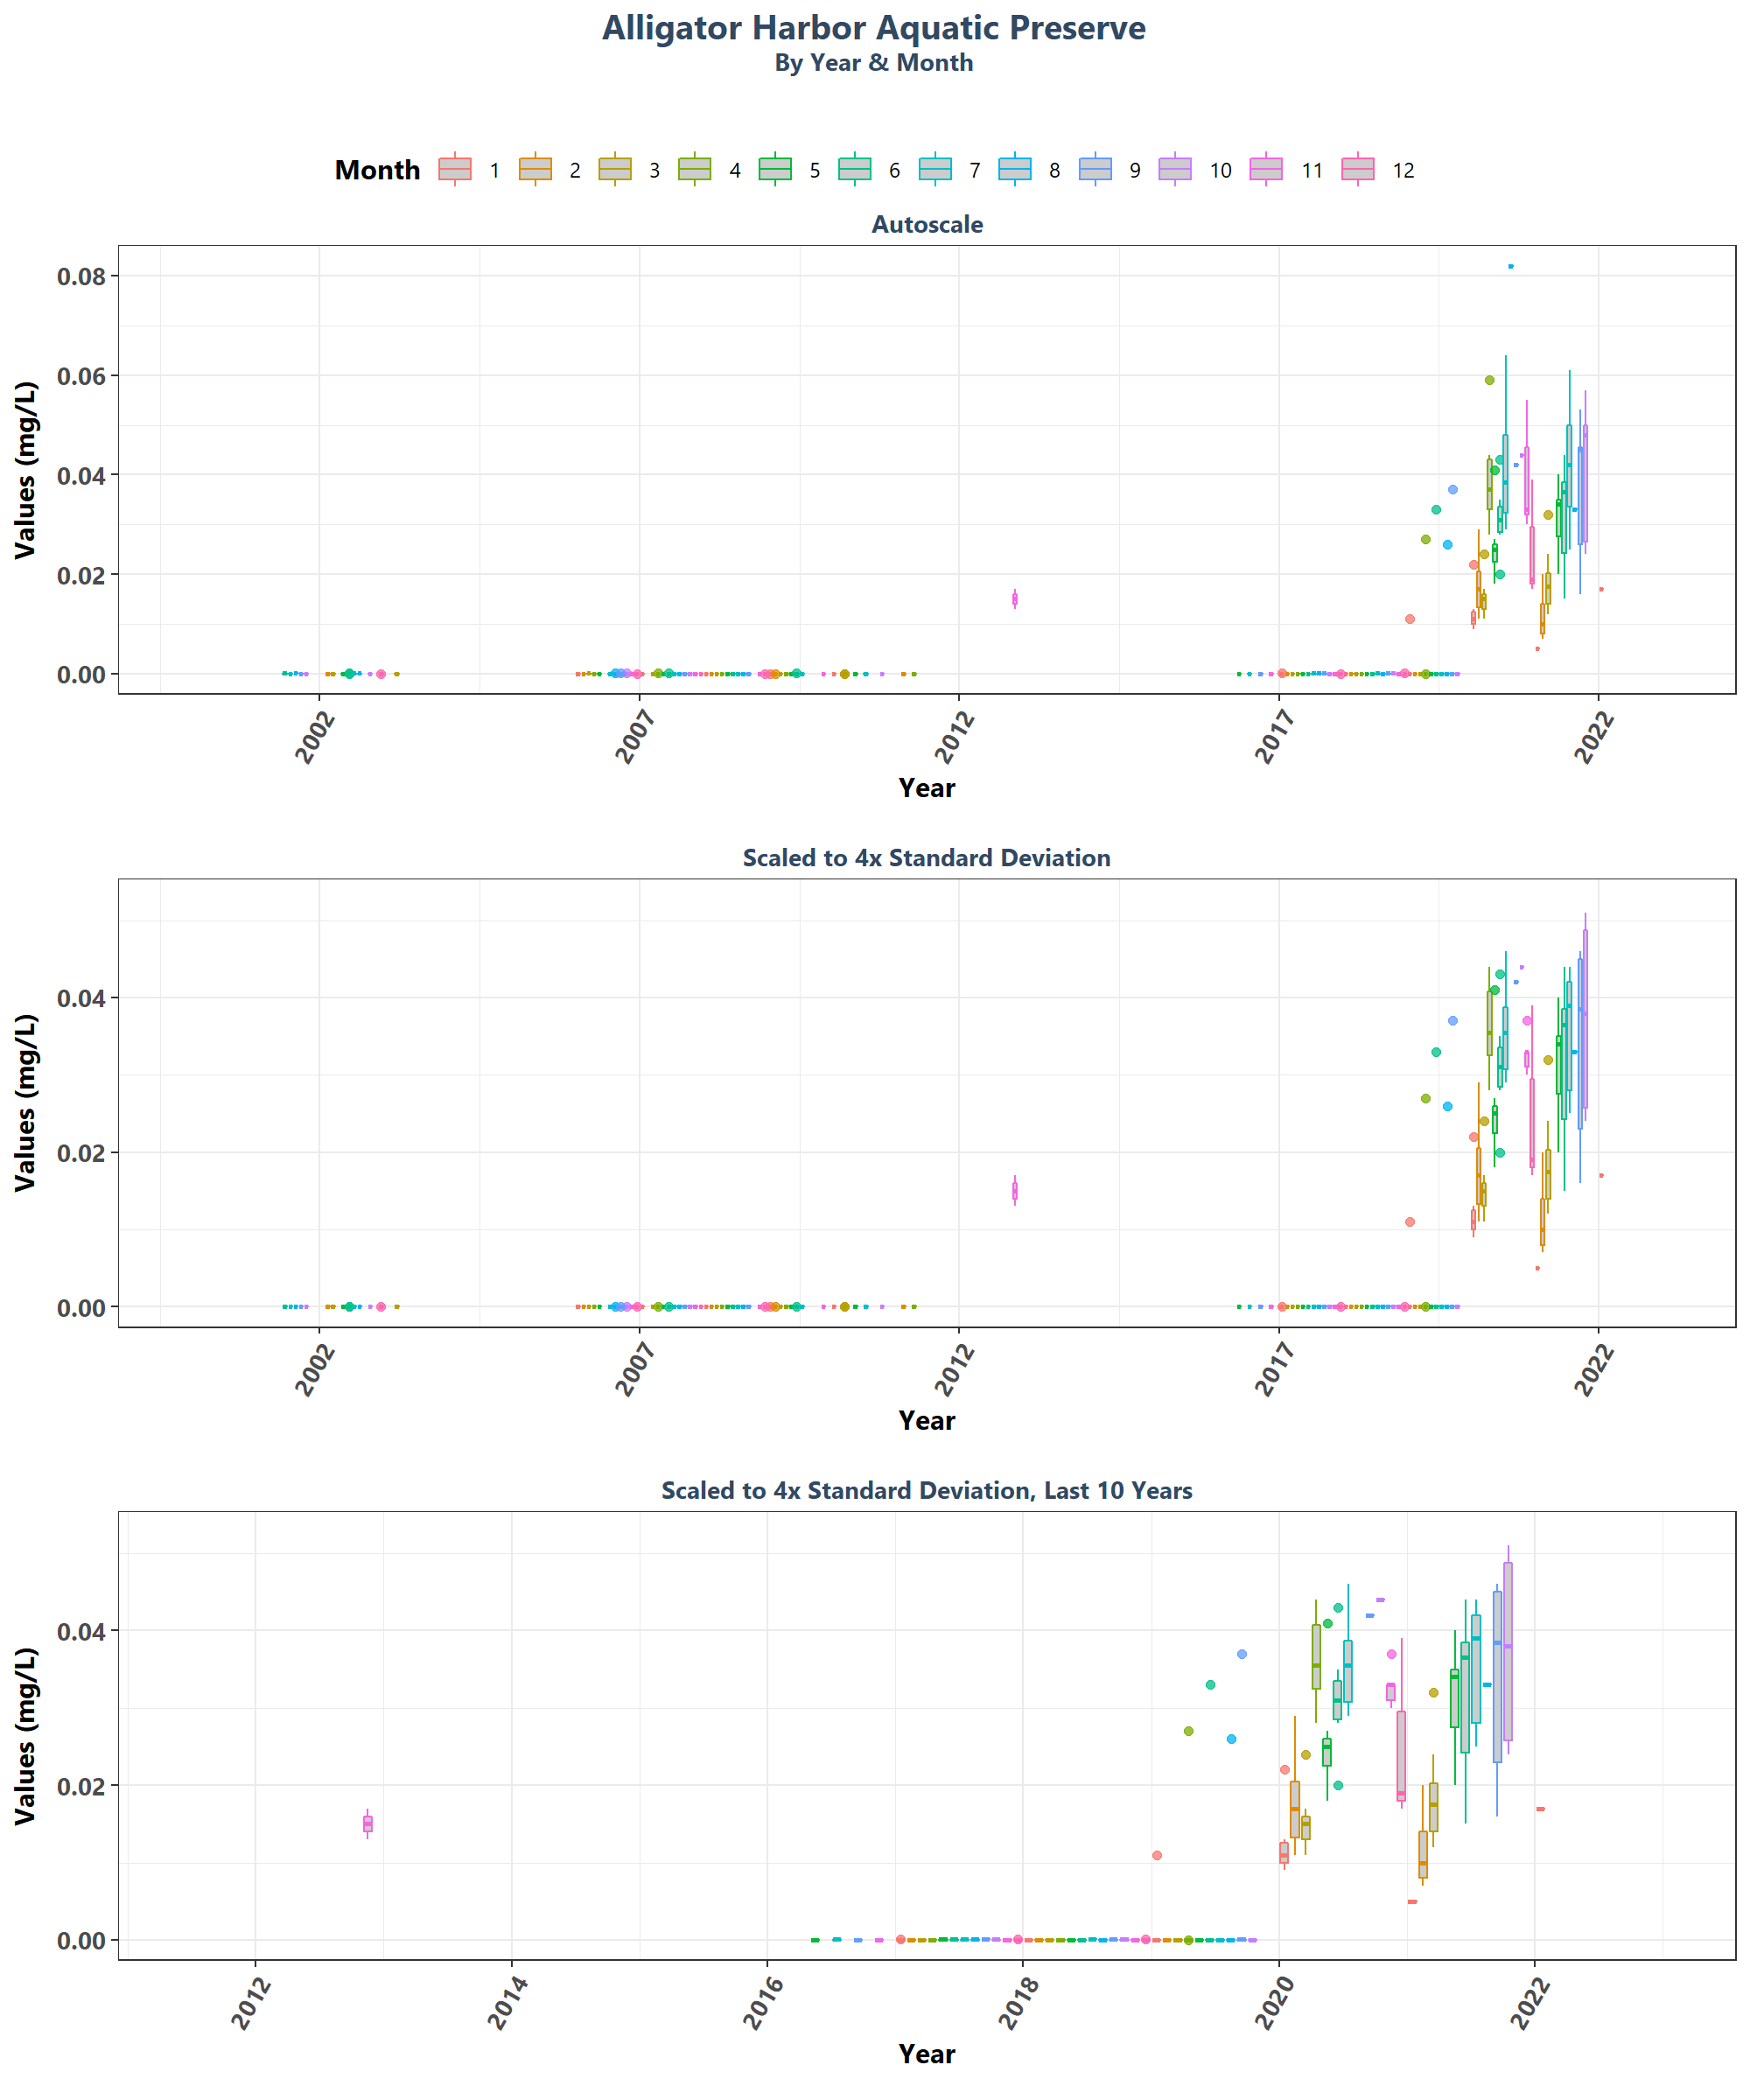 Alligator Harbor Aquatic Preserve
By Year & Month
Month 1 2 3 4 5 6 7 8 9 10 11 12
Autoscale
Values (mg/L)
0.08
0.06
0.04
0.02
0.00
2002 2007 2012 2017 2022
Year
Scaled to 4x Standard Deviation
Values (mg/L)
0.04
0.02
0.00
2002 2007 2012 2017 2022
Year
Scaled to 4x Standard Deviation, Last 10 Years
Values (mg/L)
0.04
0.02
0.00
2012 2014 2016 2018 2020 2022
Year